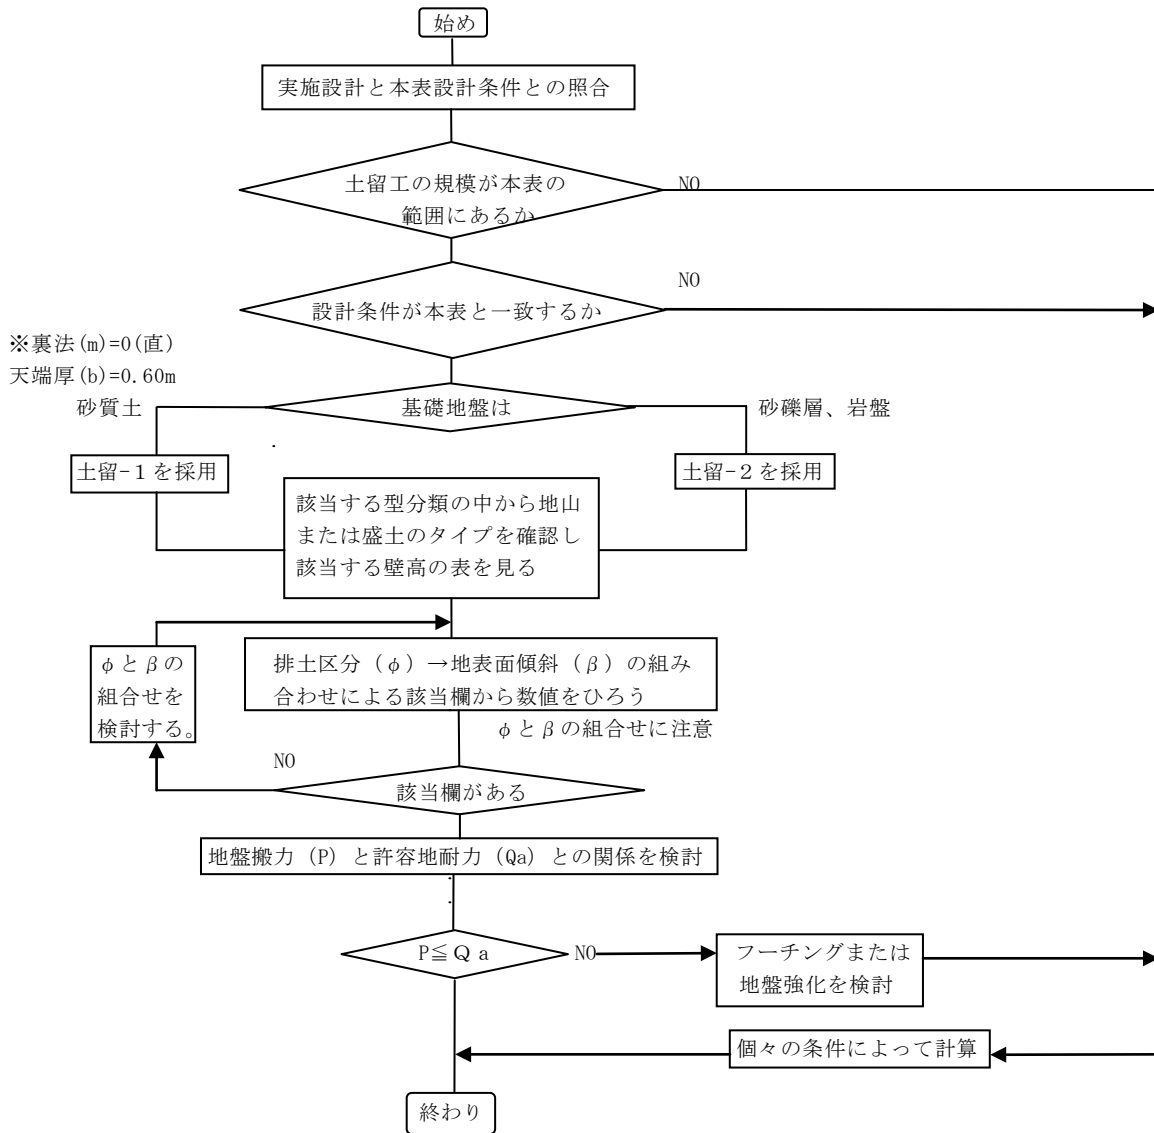 始め
実施設計と本表設計条件との照合
土留工の規模が本表の
範囲にあるか
NO
設計条件が本表と一致するか
NO
※裏法(m)=0(直)
天端厚(b)=0.60m
砂質土
基礎地盤は
砂礫層、岩盤
土留-１を採用
土留-２を採用
該当する型分類の中から地山
または盛土のタイプを確認し
該当する壁高の表を見る
φとβの
組合せを
検討する。
排土区分（φ）→地表面傾斜（β）の組み
合わせによる該当欄から数値をひろう
φとβの組合せに注意
NO
該当欄がある
地盤搬力（P）と許容地耐力（Qa）との関係を検討
P≦Ｑａ
NO
フーチングまたは
地盤強化を検討
個々の条件によって計算
終わり